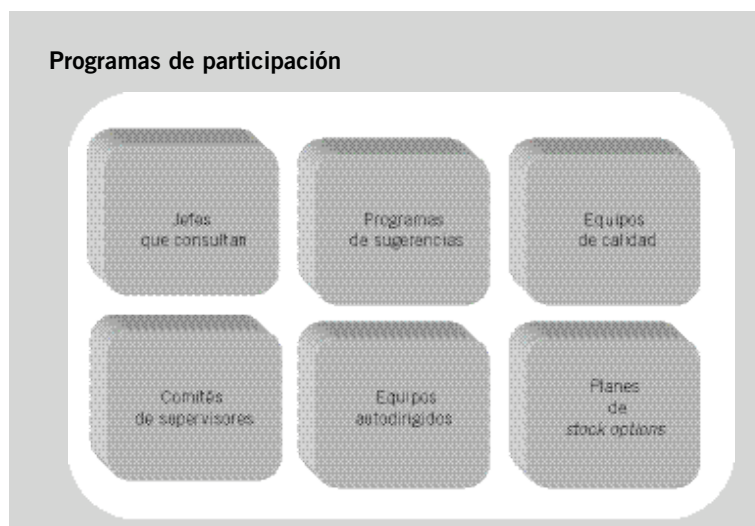 Programas de participación
Jefes
que consultan
Programas
de sugerencias
Equipos
de calidad
Comités
de supervisores
Equipos
autodirigidos
Planes
de
stock options